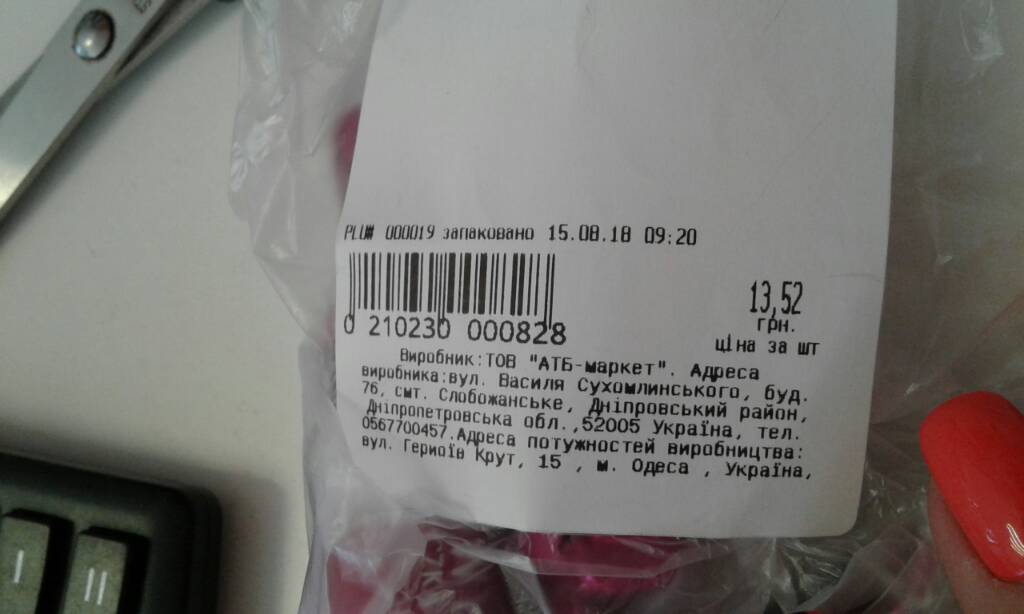 PLU# 000019 запаковано 15.08.18 09:20
0 210230 000828
13,52
грн.
ціна за шт
Виробник:ТОВ "АТБ-маркет". Адреса
виробника:вул. Василя Сухомлинського, буд.
76, смт. Слобожанське, Дніпровський район,
Дніпропетровська обл.,52005 Україна, тел.
0567700457.Адреса потужностей виробництва:
вул. Героїв Крут, 15 , м. Одеса , Україна,
I
II